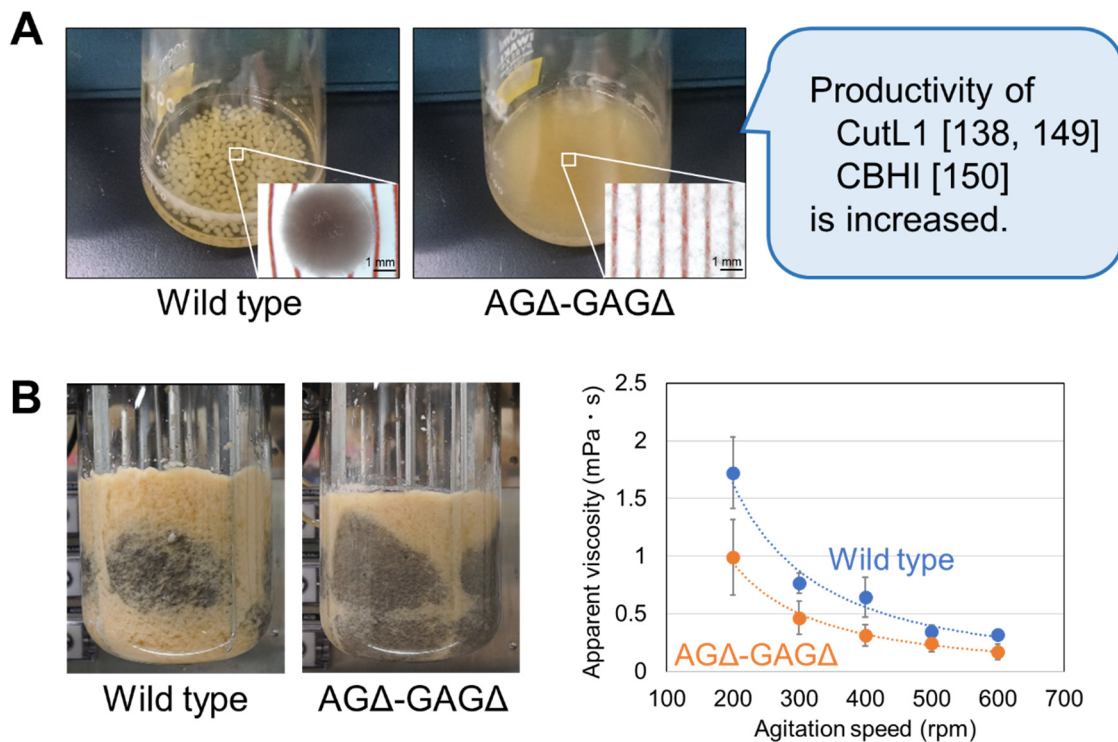 A
Productivity of
CutL1 [138, 149]
CBHI [150]
is increased.
1 mm
1 mm
Wild type
AGΔ-GAGΔ
B
Wild type
AGΔ-GAGΔ
Apparent viscosity (mPa・s)
2.5
2
1.5
1
0.5
0
Wild type
AGΔ-GAGΔ
100 200 300 400 500 600 700
Agitation speed (rpm)